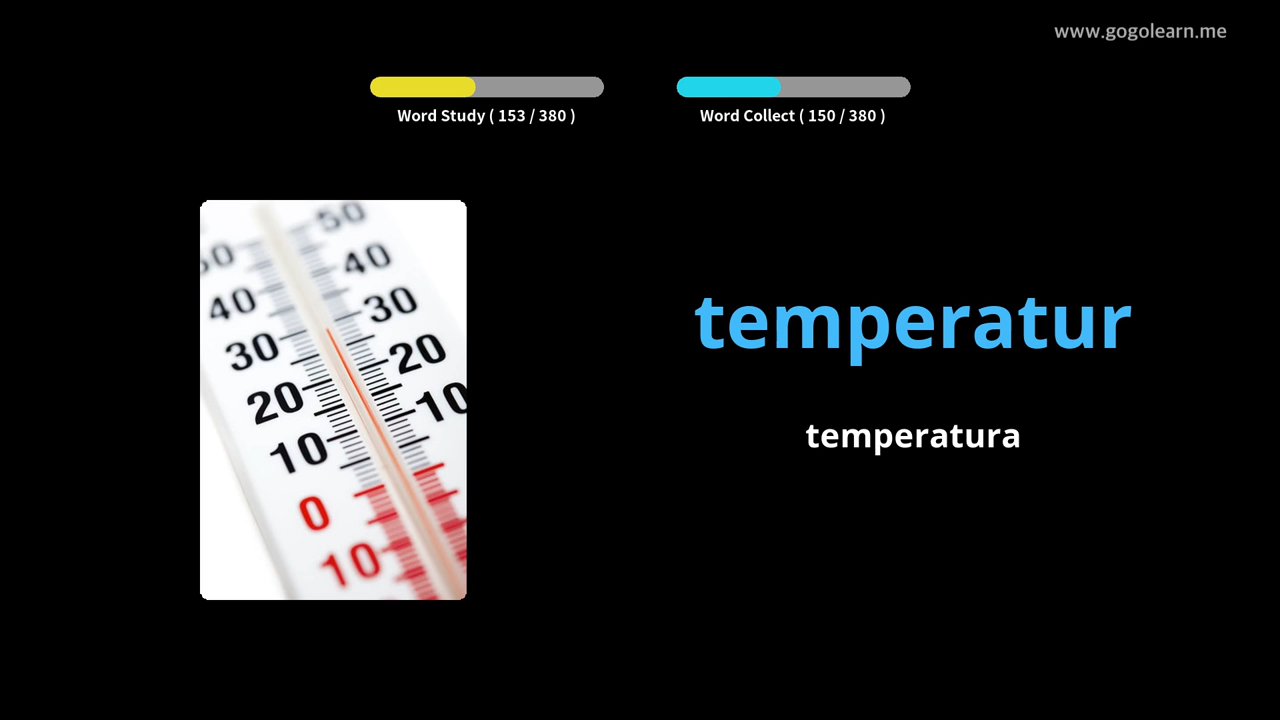 www.gogolearn.me
Word Study ( 153 / 380 )
Word Collect ( 150 / 380 )
50
50
40
40
30
30
20
20
10
10
0
10
temperatur
temperatura